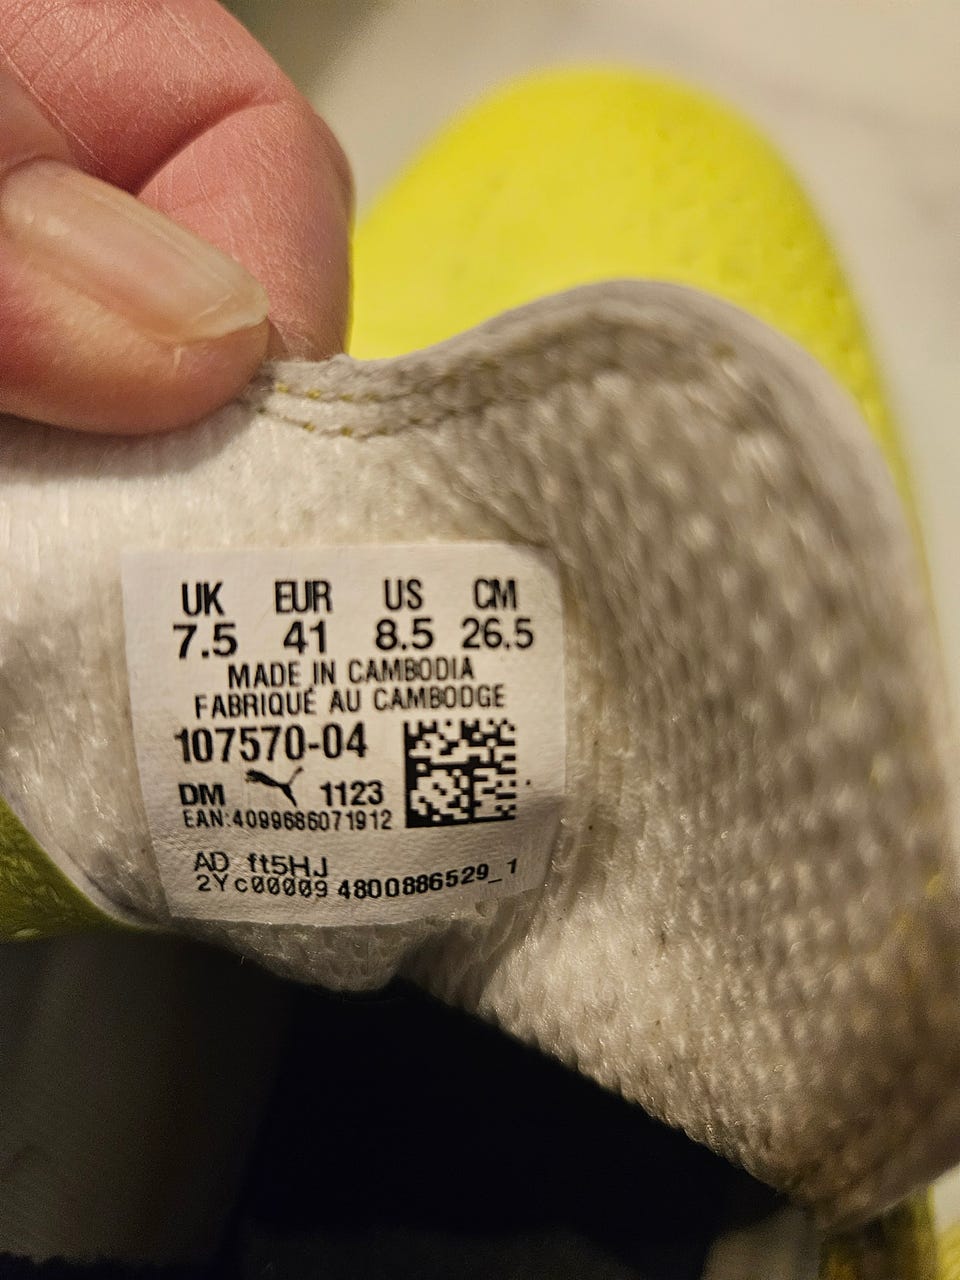 UK EUR US CM
7.5 41 8.5 26.5
MADE IN CAMBODIA
FABRIQUÉ AU CAMBODGE
107570-04
DM 1123
EAN:4099686071912
AD ft5HJ
2Yc00009 4800886529_1